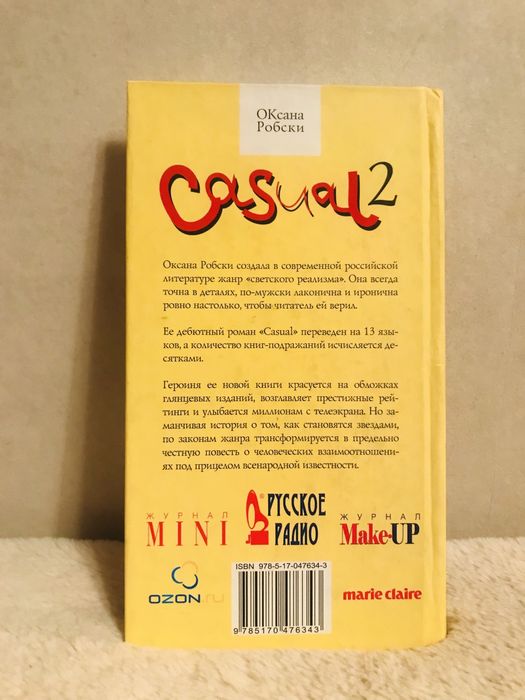 ОКсана
Робски
Casual 2
Оксана Робски создала в современной российской
литературе жанр «светского реализма». Она всегда
точна в деталях, по-мужски лаконична и иронична
ровно настолько, чтобы читатель ей верил.
Ее дебютный роман «Casual» переведен на 13 язы-
ков, а количество книг-подражаний исчисляется де-
сятками.
Героиня ее новой книги красуется на обложках
глянцевых изданий, возглавляет престижные рей-
тинги и улыбается миллионам с телеэкрана. Но за-
манчивая история о том, как становятся звездами,
по законам жанра трансформируется в предельно
честную повесть о человеческих взаимоотношени-
ях под прицелом всенародной известности.
ЖУРНАЛ
MINI
РУССКОЕ
РАДИО
ЖУРНАЛ
Make-UP
OZON.ru
ISBN 978-5-17-047634-3
9 785170 476343
marie claire